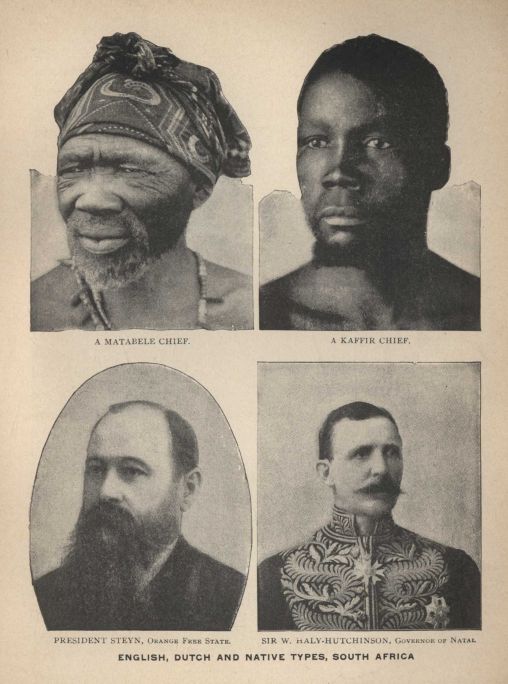 A MATABELE CHIEF.
A KAFFIR CHIEF.
PRESIDENT STEYN, ORANGE FREE STATE.
SIR W. HALY-HUTCHINSON, GOVERNOR OF NATAL
ENGLISH, DUTCH AND NATIVE TYPES, SOUTH AFRICA